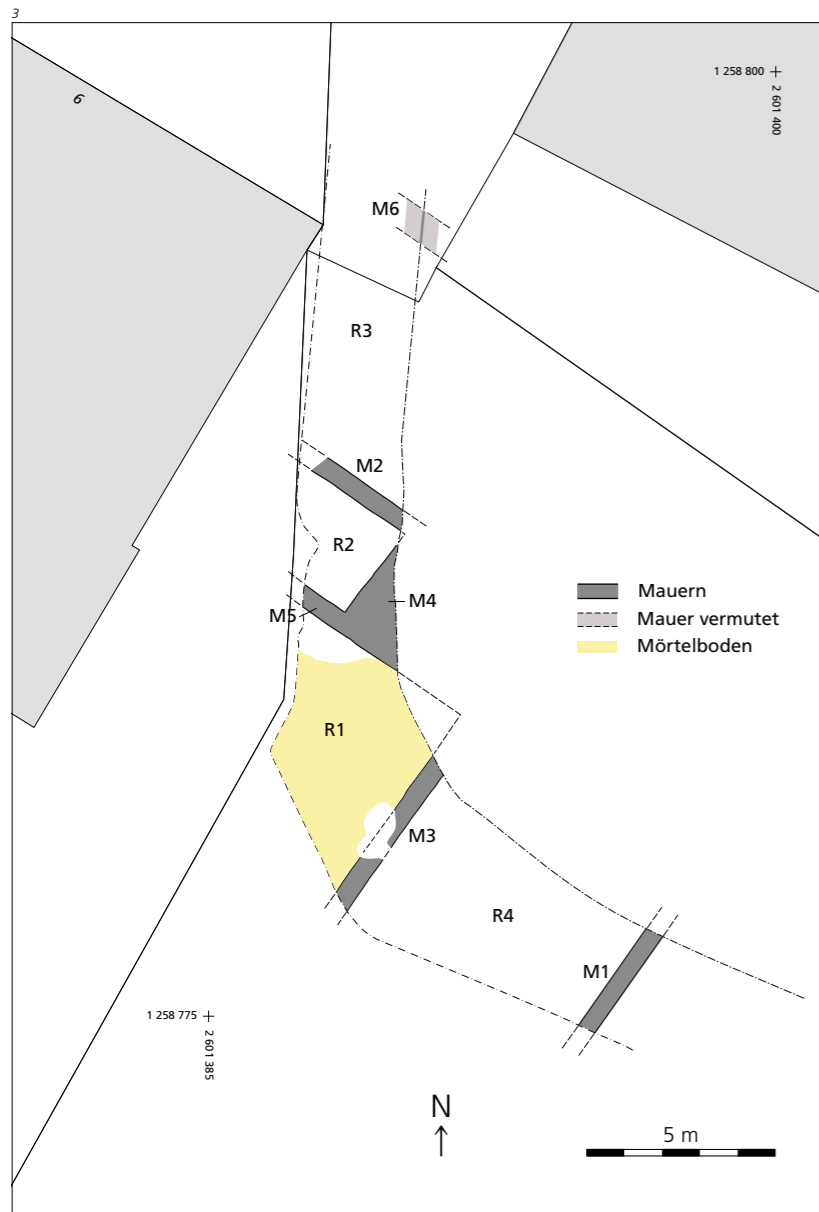 3
6
1 258 800
2 601 400
M6
R3
M2
R2
M5
M4
Mauern
Mauer vermutet
Mörtelboden
R1
M3
R4
M1
1 258 775
2 601 385
N
5 m